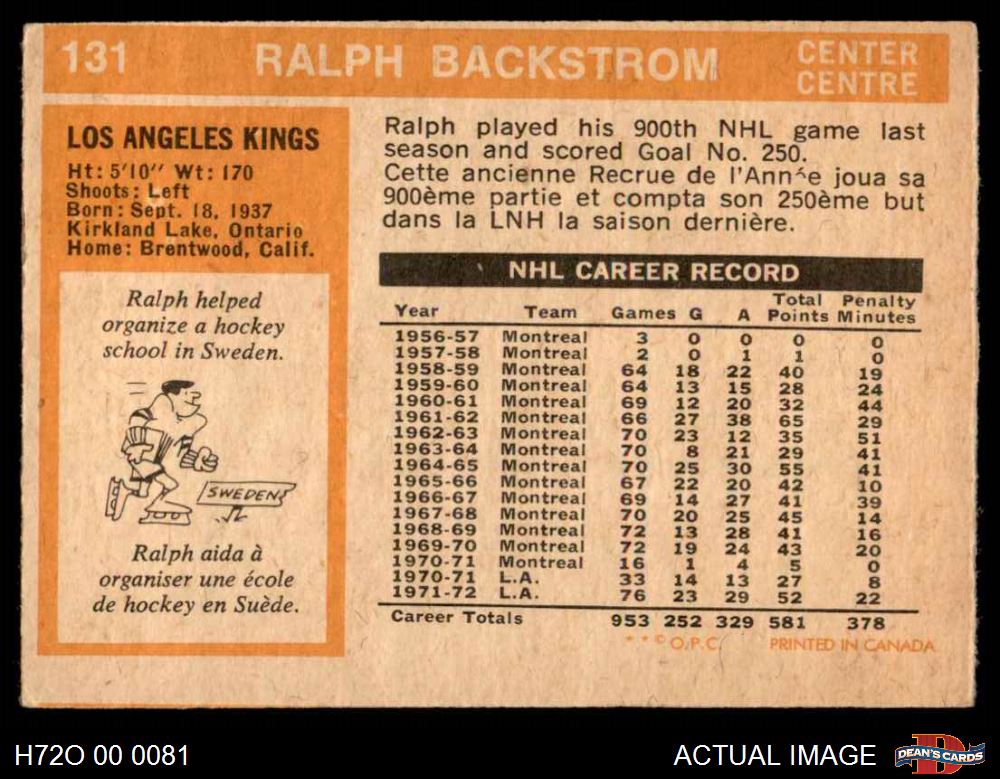 131 RALPH BACKSTROM CENTER
CENTRE
LOS ANGELES KINGS
Ht: 5'10'' Wt: 170
Shoots: Left
Born: Sept. 18, 1937
Kirkland Lake, Ontario
Home: Brentwood, Calif.
Ralph helped
organize a hockey
school in Sweden.
SWEDEN
Ralph aida à
organiser une école
de hockey en Suède.
Ralph played his 900th NHL game last
season and scored Goal No. 250.
Cette ancienne Recrue de l'Ann^e joua sa
900ème partie et compta son 250ème but
dans la LNH la saison dernière.
NHL CAREER RECORD
Year Team Games G A Total Points Penalty Minutes
1956-57 Montreal 3 0 0 0 0
1957-58 Montreal 2 0 1 1 0
1958-59 Montreal 64 18 22 40 19
1959-60 Montreal 64 13 15 28 24
1960-61 Montreal 69 12 20 32 44
1961-62 Montreal 66 27 38 65 29
1962-63 Montreal 70 23 12 35 51
1963-64 Montreal 70 8 21 29 41
1964-65 Montreal 70 25 30 55 41
1965-66 Montreal 67 22 20 42 10
1966-67 Montreal 69 14 27 41 39
1967-68 Montreal 70 20 25 45 14
1968-69 Montreal 72 13 28 41 16
1969-70 Montreal 72 19 24 43 20
1970-71 Montreal 16 1 4 5 0
1970-71 L.A. 33 14 13 27 8
1971-72 L.A. 76 23 29 52 22
Career Totals 953 252 329 581 378
* * © O.P.C. PRINTED IN CANADA
H72O 00 0081 ACTUAL IMAGE DEAN'S CARDS